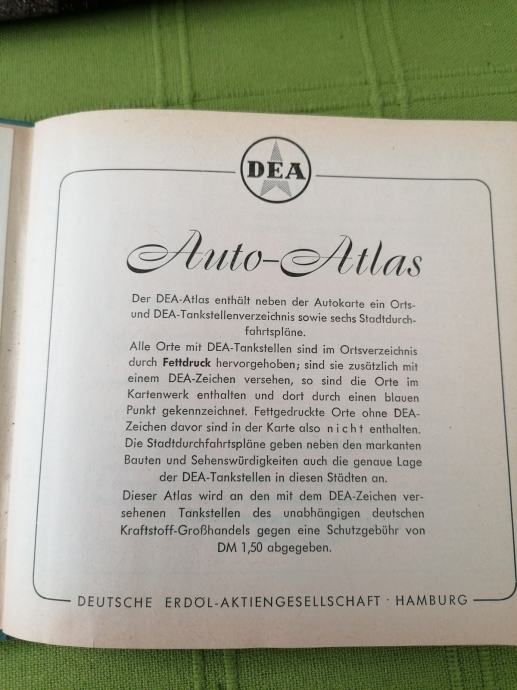 DEA
Auto-Atlas
Der DEA-Atlas enthält neben der Autokarte ein Orts-
und DEA-Tankstellenverzeichnis sowie sechs Stadtdurch-
fahrtspläne.
Alle Orte mit DEA-Tankstellen sind im Ortsverzeichnis
durch Fettdruck hervorgehoben; sind sie zusätzlich mit
einem DEA-Zeichen versehen, so sind die Orte im
Kartenwerk enthalten und dort durch einen blauen
Punkt gekennzeichnet. Fettgedruckte Orte ohne DEA-
Zeichen davor sind in der Karte also nicht enthalten.
Die Stadtdurchfahrtspläne geben neben den markanten
Bauten und Sehenswürdigkeiten auch die genaue Lage
der DEA-Tankstellen in diesen Städten an.
Dieser Atlas wird an den mit dem DEA-Zeichen ver-
sehenen Tankstellen des unabhängigen deutschen
Kraftstoff-Großhandels gegen eine Schutzgebühr von
DM 1,50 abgegeben.
DEUTSCHE ERDÖL-AKTIENGESELLSCHAFT · HAMBURG